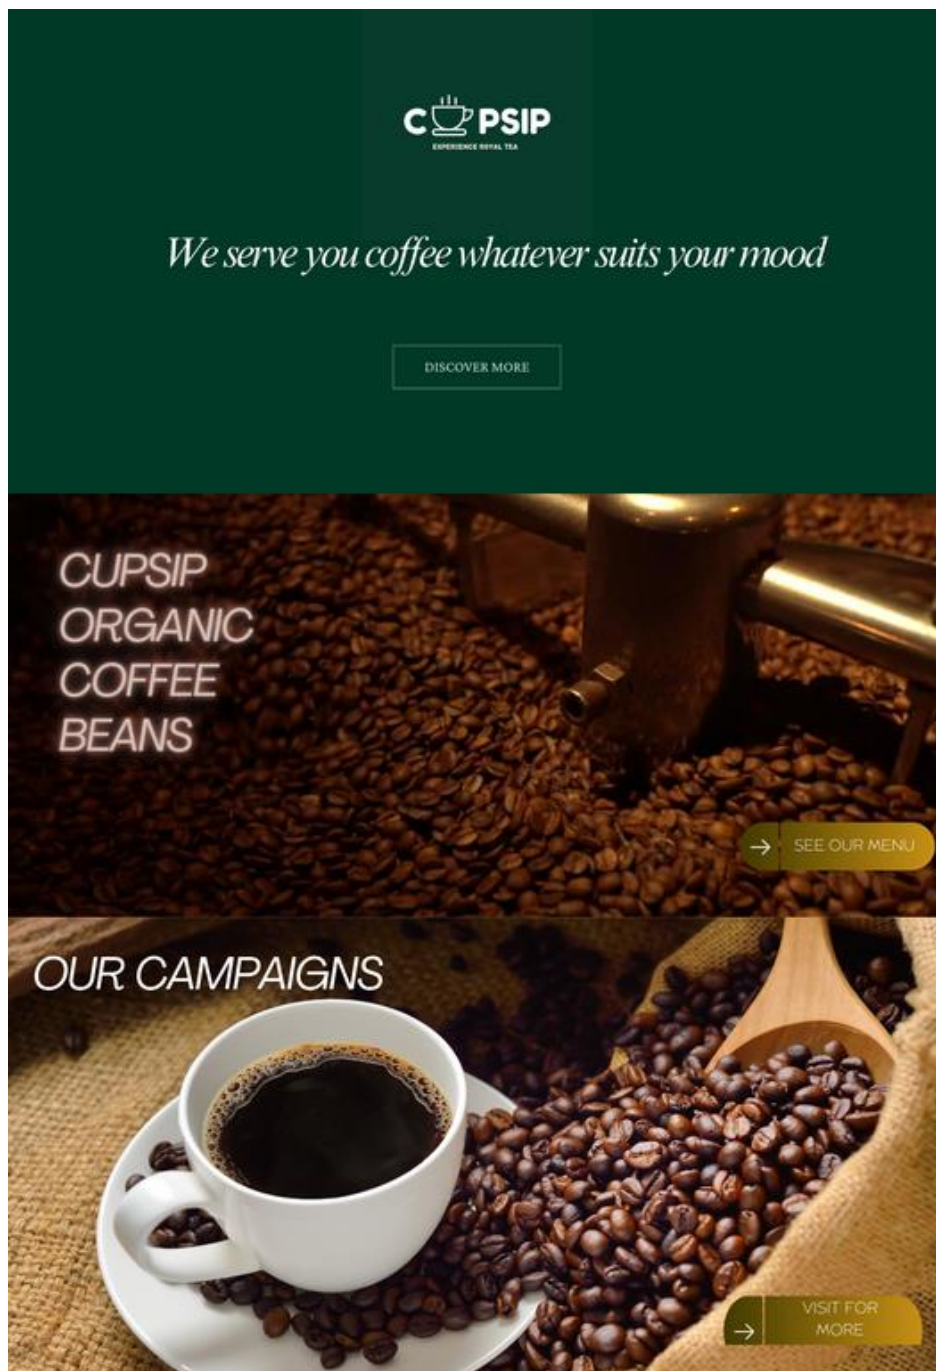 CUPSIP
EXPERIENCE ROYAL TEA
We serve you coffee whatever suits your mood
DISCOVER MORE
CUPSIP
ORGANIC
COFFEE
BEANS
SEE OUR MENU
OUR CAMPAIGNS
VISIT FOR
MORE